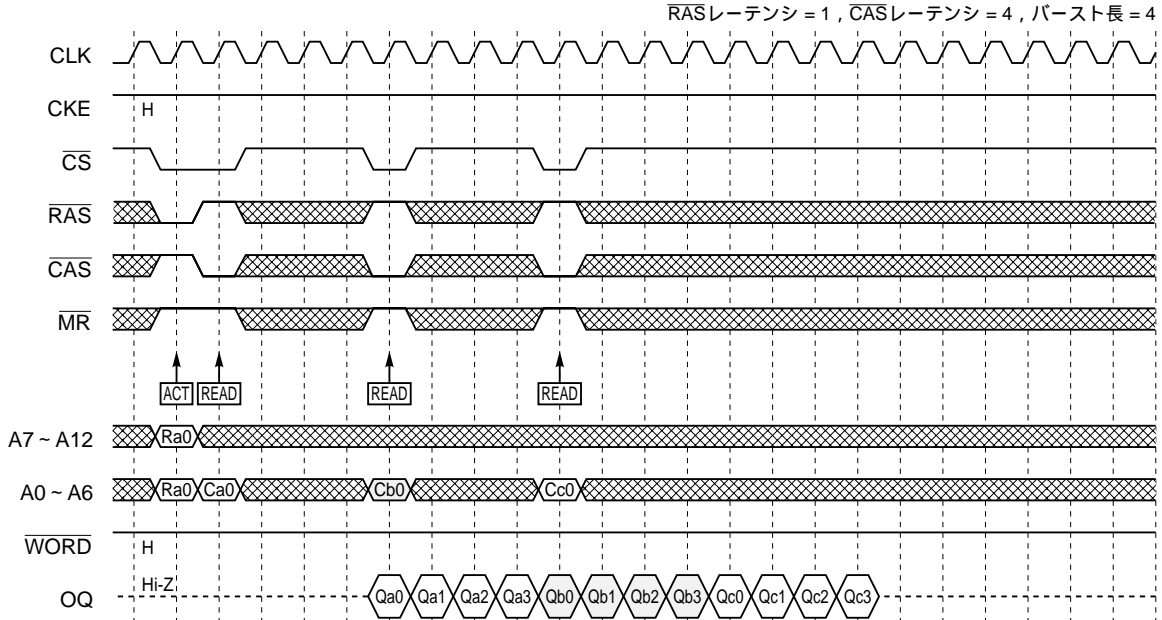 RASレーテンシ = 1 , CASレーテンシ = 4 , バースト長 = 4
CLK
CKE H
CS
RAS
CAS
MR
ACT READ READ READ
A7 ~ A12 Ra0
A0 ~ A6 Ra0 Ca0 Cb0 Cc0
WORD H
OQ Hi-Z Qa0 Qa1 Qa2 Qa3 Qb0 Qb1 Qb2 Qb3 Qc0 Qc1 Qc2 Qc3